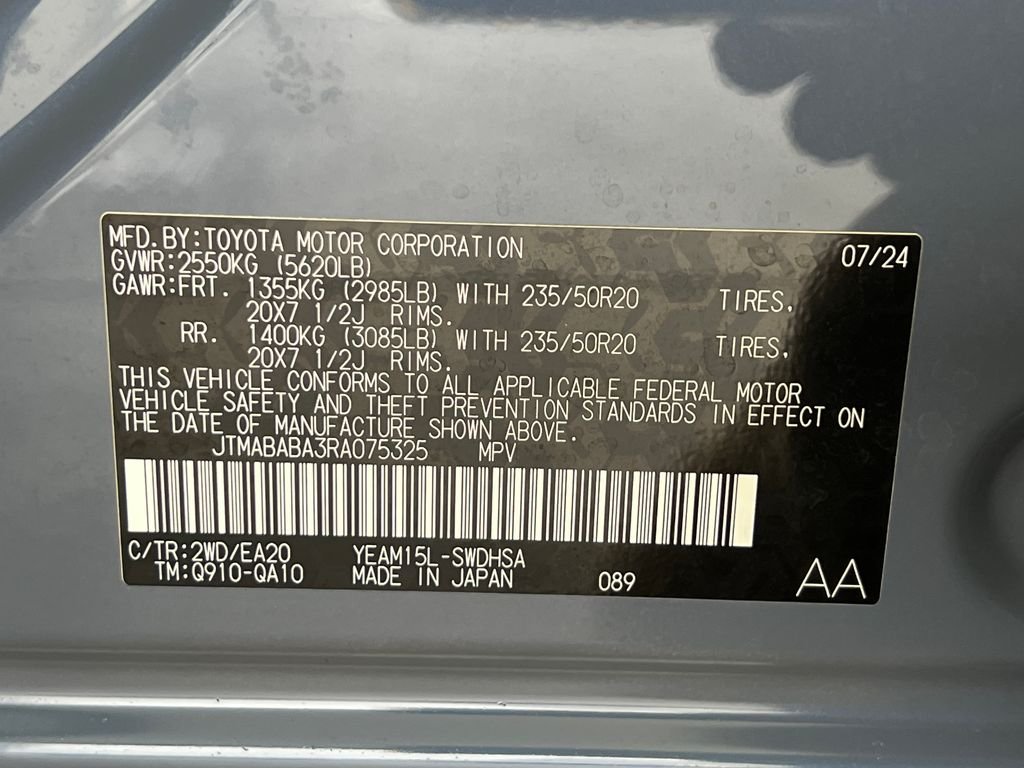 MFD.BY:TOYOTA MOTOR CORPORATION 07/24
GVWR:2550KG (5620LB)
GAWR:FRT. 1355KG (2985LB) WITH 235/50R20 TIRES,
20X7 1/2J RIMS.
RR. 1400KG (3085LB) WITH 235/50R20 TIRES,
20X7 1/2J RIMS.
THIS VEHICLE CONFORMS TO ALL APPLICABLE FEDERAL MOTOR
VEHICLE SAFETY AND THEFT PREVENTION STANDARDS IN EFFECT ON
THE DATE OF MANUFACTURE SHOWN ABOVE.
JTMABABA3RA075325 MPV
C/TR:2WD/EA20 YEAM15L-SWDHSA
TM:Q910-QA10 MADE IN JAPAN 089 AA